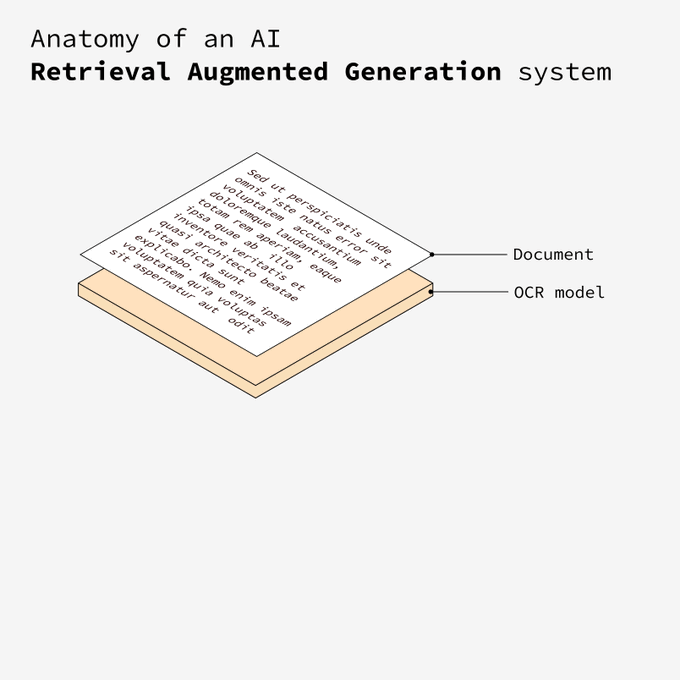 Anatomy of an AI
Retrieval Augmented Generation system
Sed ut perspiciatis unde
omnis iste natus error sit
voluptatem accusantium
doloremque laudantium,
totam rem aperiam, eaque
ipsa quae ab illo
inventore veritatis et
quasi architecto beatae
vitae dicta sunt
explicabo. Nemo enim ipsam
voluptatem quia voluptas
sit aspernatur aut odit
Document
OCR model